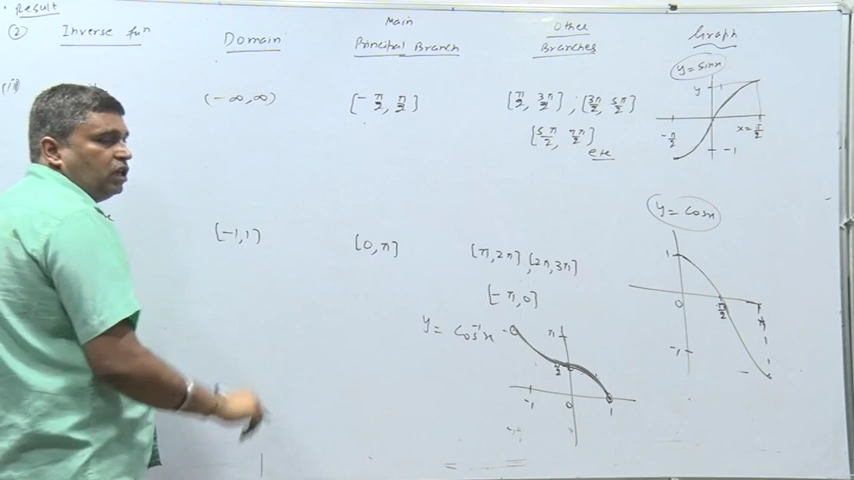 Result
② Inverse fun Domain Main Principal Branch Other Branches Graph
(i) (-∞,∞) [-π/2, π/2] [π/2, 3π/2], [3π/2, 5π/2] y = sinx
[5π/2, 7π/2] etc
y 1 -π/2 x=π/2 -1
[-1,1] [0,π] [π,2π], [2π,3π] y = cosx
[-π,0]
1 0 π/2 π -1
y = cos⁻¹x π π/2
-1 0 1